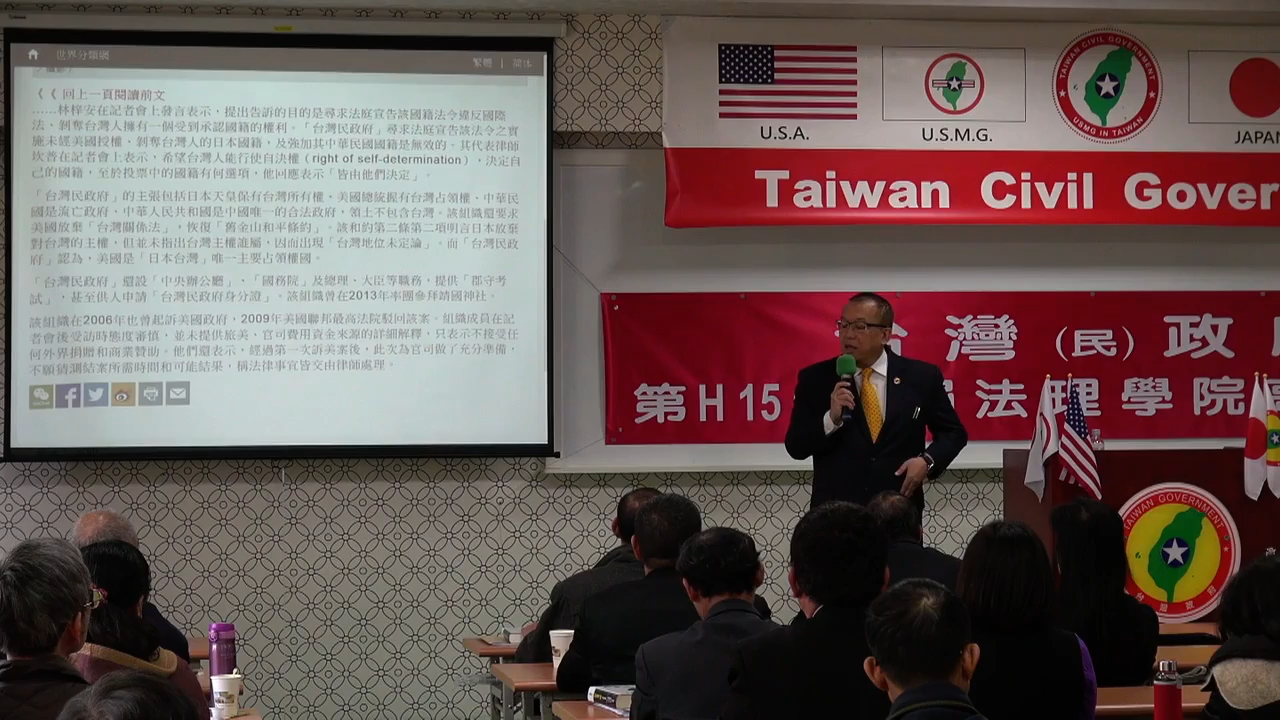 世界分類網
繁體 | 简体
《 《 回上一頁閱讀前文
……林梓安在記者會上發言表示，提出告訴的目的是尋求法庭宣告該國籍法令違反國際
法、剝奪台灣人擁有一個受到承認國籍的權利。「台灣民政府」尋求法庭宣告該法令之實
施未經美國授權，剝奪台灣人的日本國籍，及強加其中華民國國籍是無效的。其代表律師
坎普在記者會上表示，希望台灣人能行使自決權（right of self-determination），決定自
己的國籍，至於投票中的國籍有何選項，他回應表示「皆由他們決定」。
「台灣民政府」的主張包括日本天皇保有台灣所有權，美國總統握有台灣占領權，中華民
國是流亡政府，中華人民共和國是中國唯一的合法政府，領土不包含台灣。該組織還要求
美國放棄「台灣關係法」，恢復「舊金山和平條約」。該和約第二條第二項明言日本放棄
對台灣的主權，但並未指出台灣主權誰屬，因而出現「台灣地位未定論」。而「台灣民政
府」認為，美國是「日本台灣」唯一主要占領權國。
「台灣民政府」還設「中央辦公廳」、「國務院」及總理、大臣等職務，提供「郡守考
試」，甚至供人申請「台灣民政府身分證」。該組織曾在2013年率團參拜靖國神社。
該組織在2006年也曾起訴美國政府，2009年美國聯邦最高法院駁回該案。組織成員在記
者會後受訪時態度審慎，並未提供旅美、官司費用資金來源的詳細解釋，只表示不接受任
何外界捐贈和商業贊助。他們還表示，經過第一次訴美案後，此次為官司做了充分準備，
不願猜測結案所需時間和可能結果，稱法律事宜皆交由律師處理。
U.S.A.
U.S.M.G.
TAIWAN CIVIL GOVERNMENT
USMG IN TAIWAN
JAPAN
Taiwan Civil Gover
台灣 (民) 政
第H 15
法理學院
TAIWAN GOVERNMENT
台灣政府